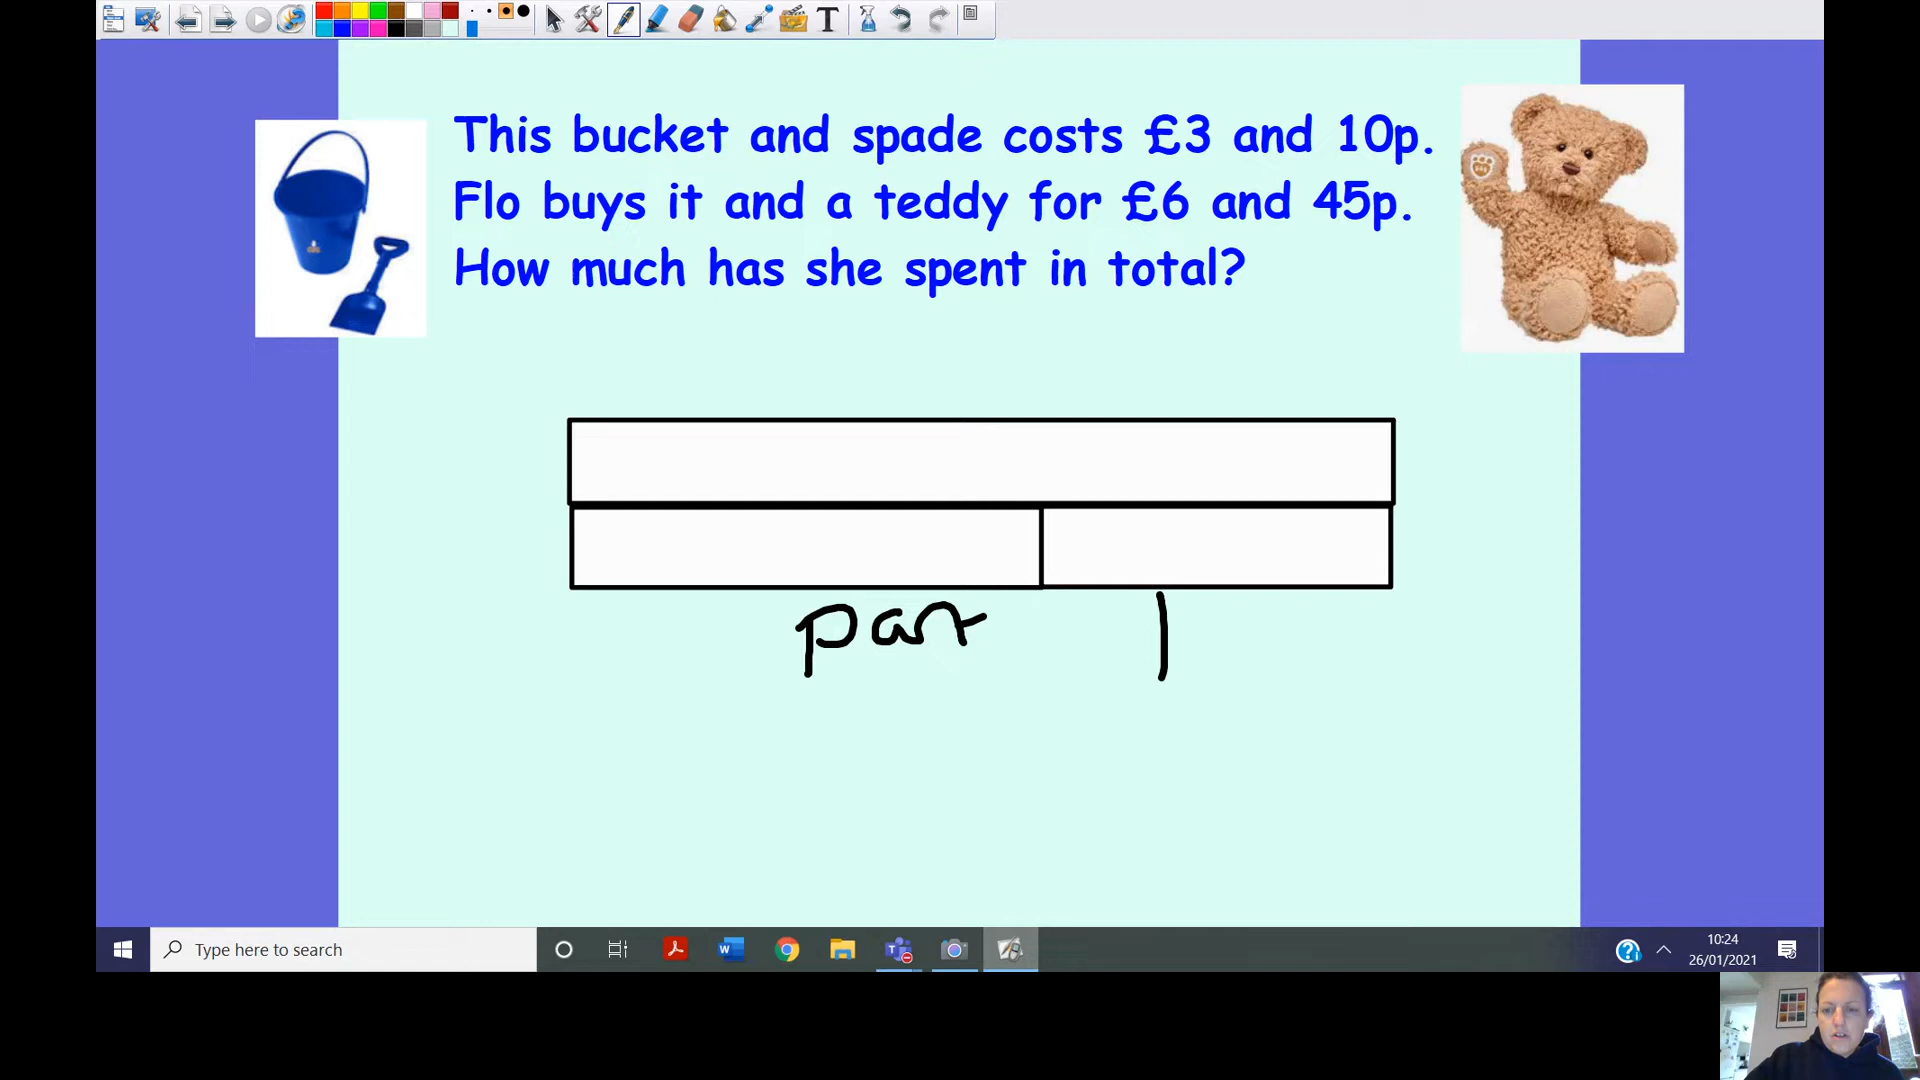 This bucket and spade costs £3 and 10p.
Flo buys it and a teddy for £6 and 45p.
How much has she spent in total?
part
Type here to search
10:24
26/01/2021